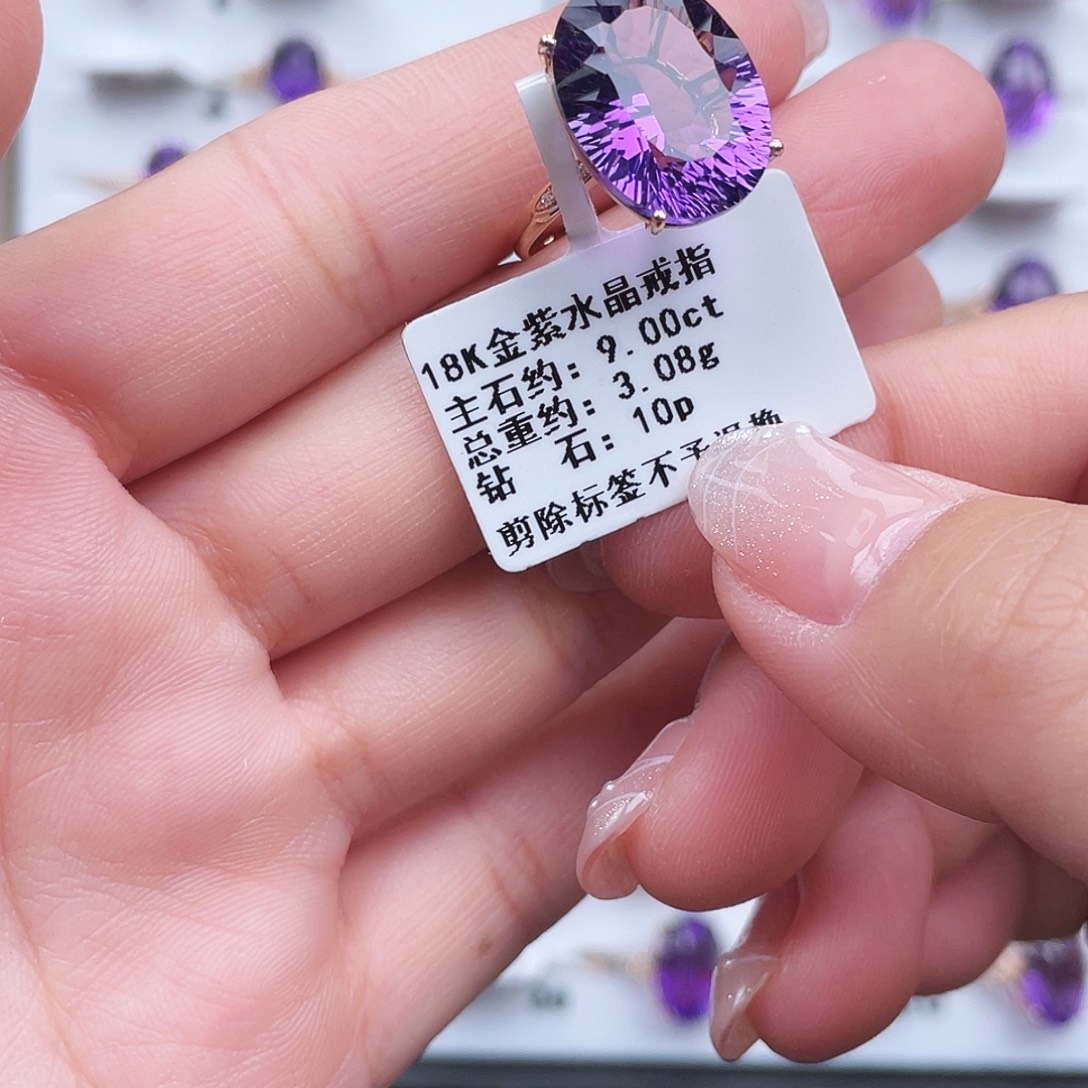 18K金紫水晶戒指
主石约: 9.00ct
总重约: 3.08g
钻 石: 10p
剪除标签不予退换